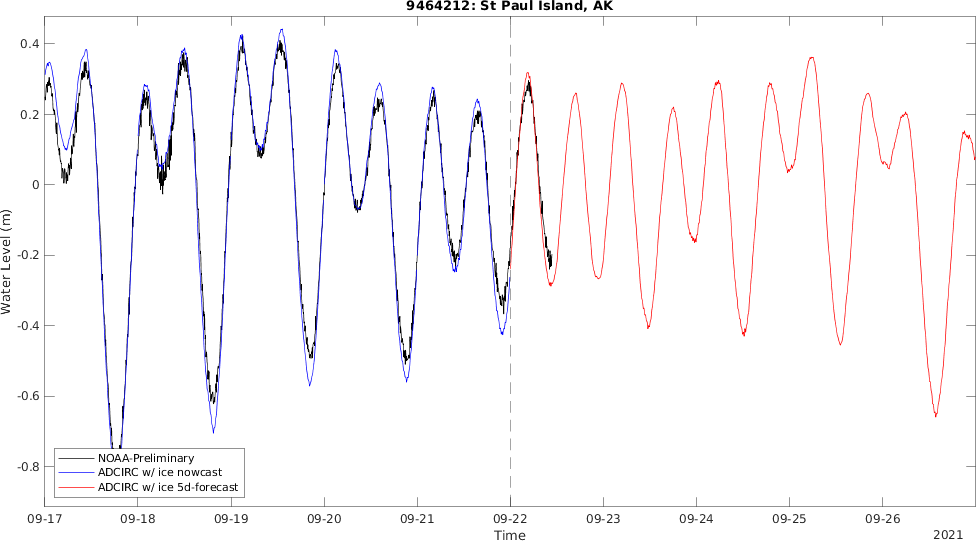 9464212: St Paul Island, AK
0.4
0.2
0
-0.2
-0.4
-0.6
-0.8
Water Level (m)
NOAA-Preliminary
ADCIRC w/ ice nowcast
ADCIRC w/ ice 5d-forecast
09-17 09-18 09-19 09-20 09-21 09-22 09-23 09-24 09-25 09-26
Time
2021